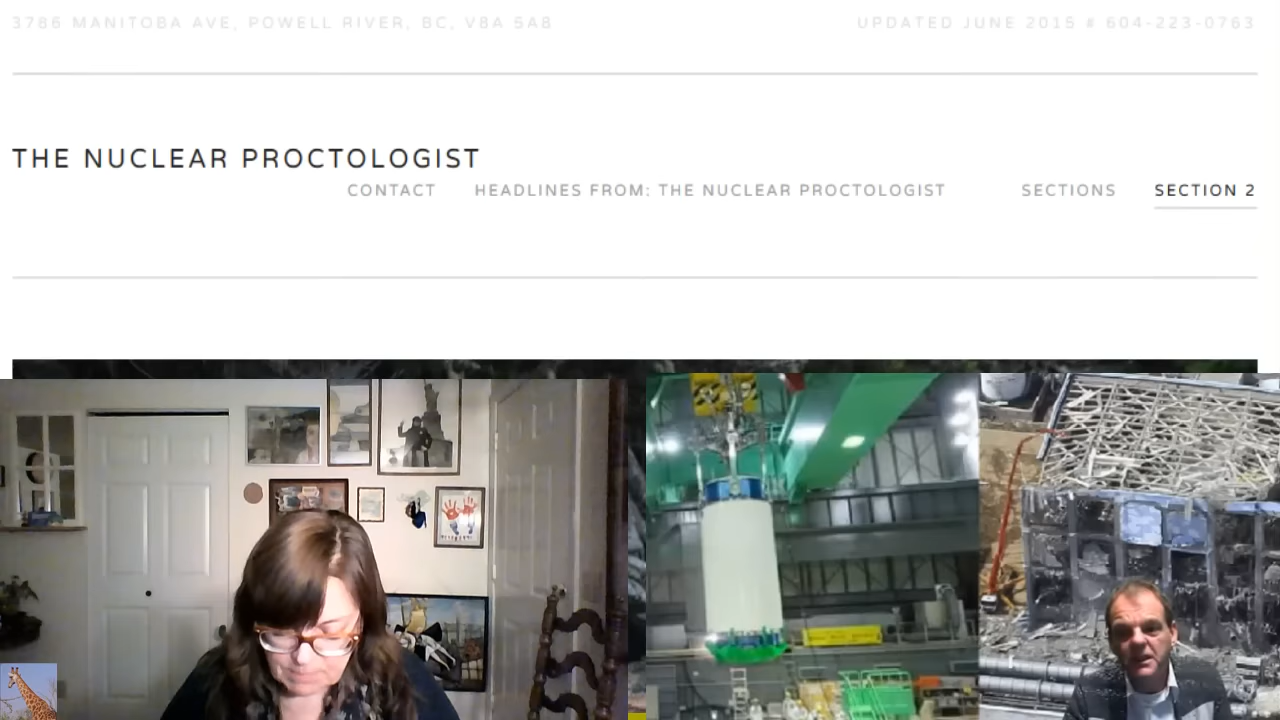 3786 MANITOBA AVE, POWELL RIVER, BC, V8A 5A8
UPDATED JUNE 2015 # 604-223-0763
THE NUCLEAR PROCTOLOGIST
CONTACT
HEADLINES FROM: THE NUCLEAR PROCTOLOGIST
SECTIONS
SECTION 2